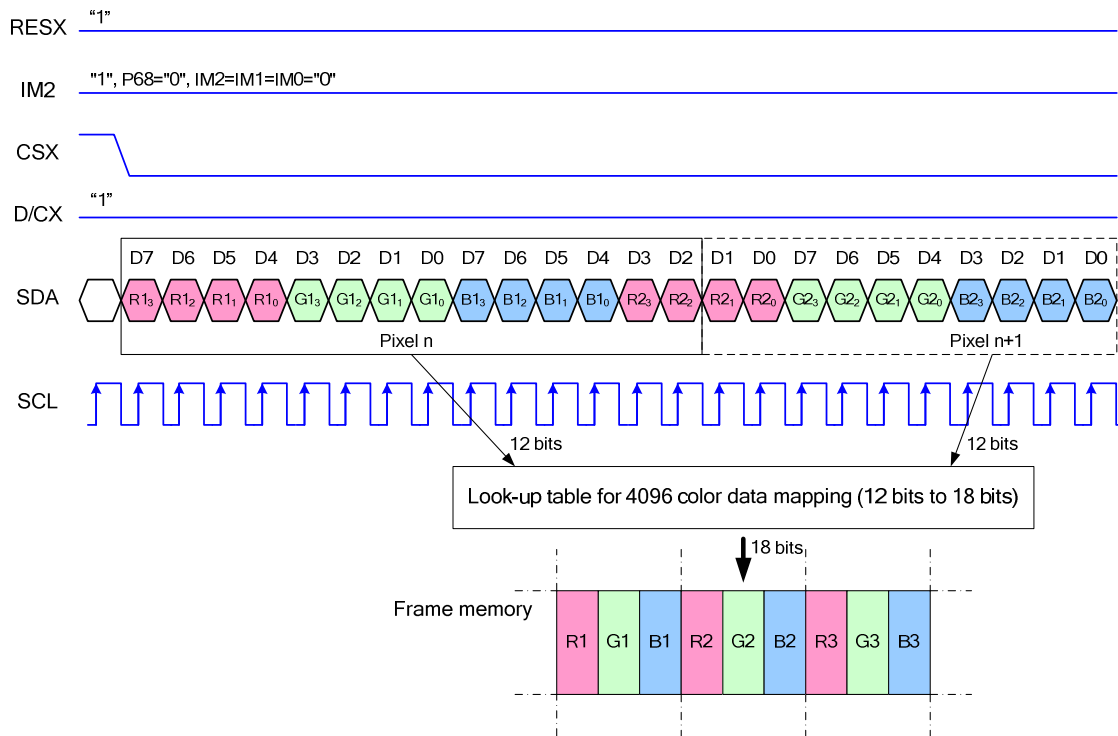 RESX “1”
IM2 "1", P68="0", IM2=IM1=IM0="0"
CSX
D/CX “1”
D7 D6 D5 D4 D3 D2 D1 D0 D7 D6 D5 D4 D3 D2 D1 D0 D7 D6 D5 D4 D3 D2 D1 D0
SDA R1₃ R1₂ R1₁ R1₀ G1₃ G1₂ G1₁ G1₀ B1₃ B1₂ B1₁ B1₀ R2₃ R2₂ R2₁ R2₀ G2₃ G2₂ G2₁ G2₀ B2₃ B2₂ B2₁ B2₀
Pixel n Pixel n+1
SCL
12 bits 12 bits
Look-up table for 4096 color data mapping (12 bits to 18 bits)
18 bits
Frame memory
R1 G1 B1 R2 G2 B2 R3 G3 B3